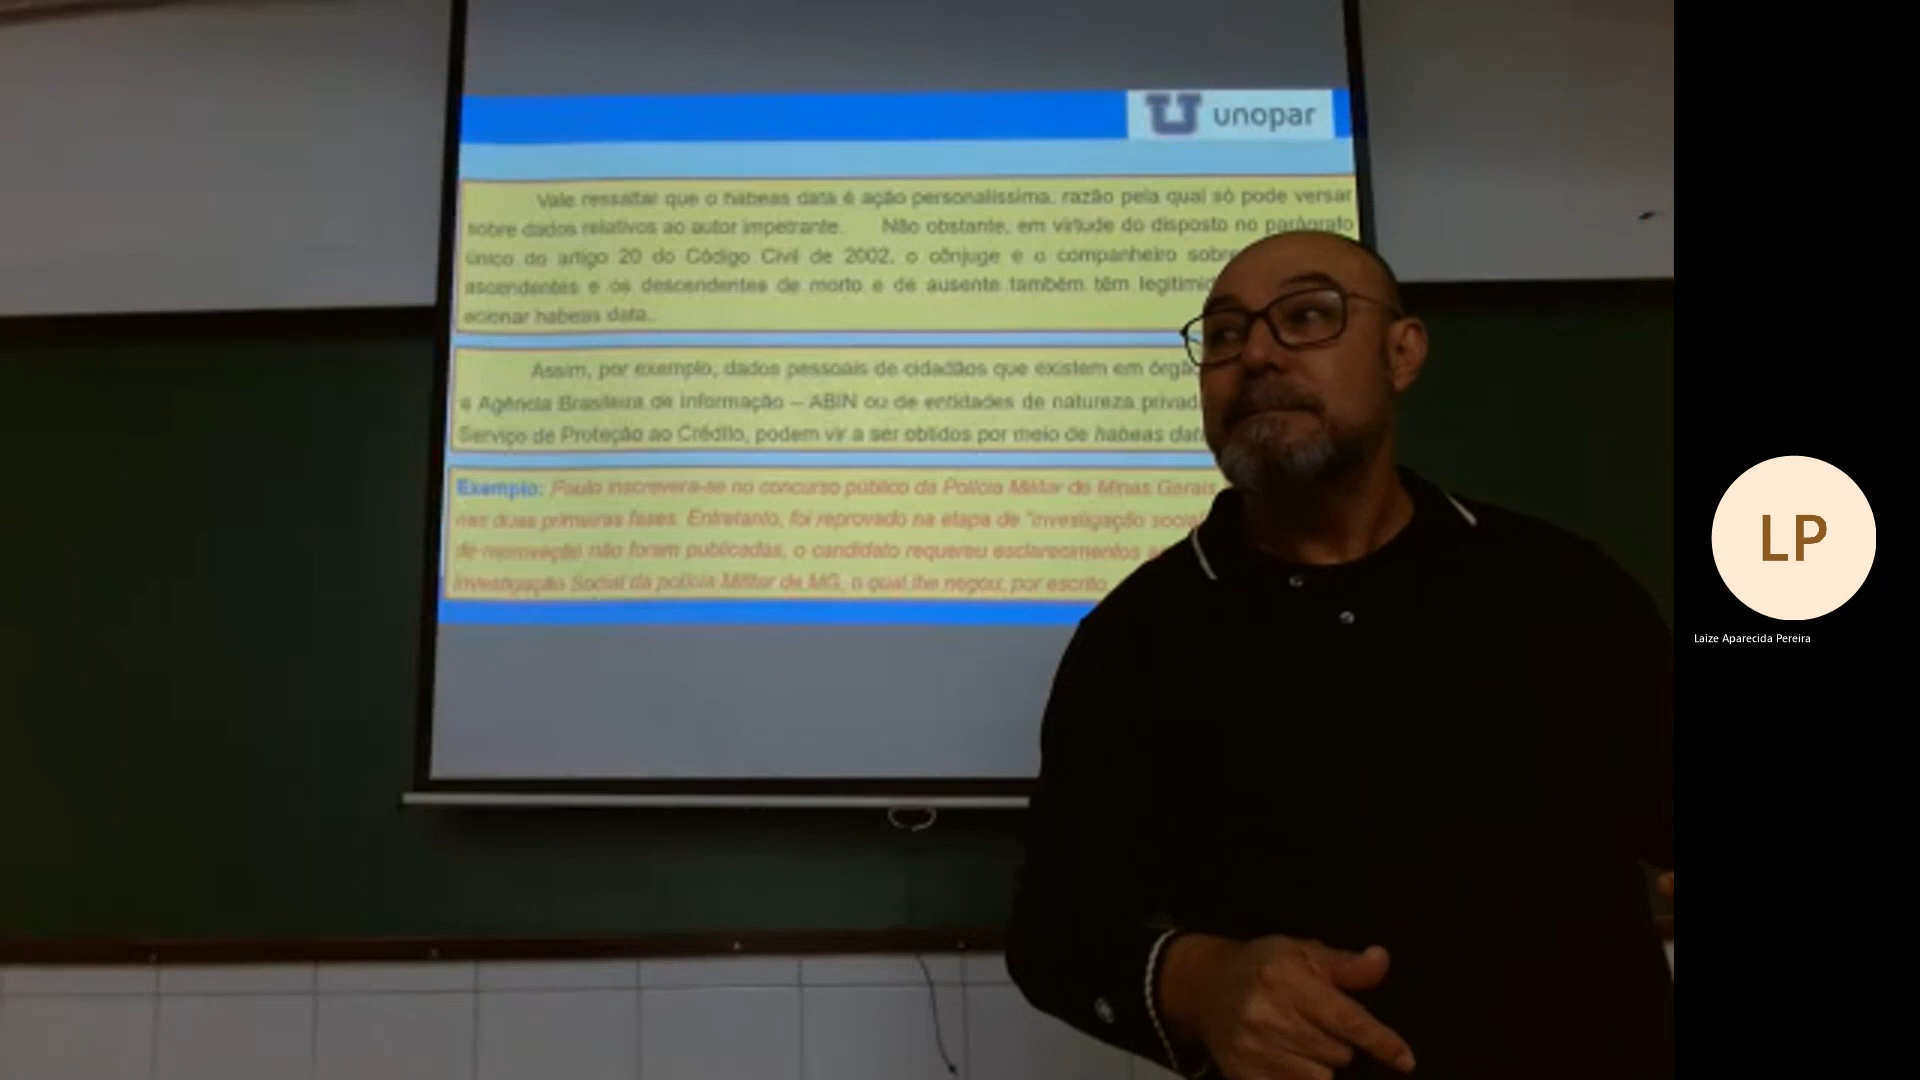 unopar
Vale ressaltar que o habeas data é ação personalíssima, razão pela qual só pode versar
sobre dados relativos ao autor impetrante. Não obstante, em virtude do disposto no parágrafo
único do artigo 20 do Código Civil de 2002, o cônjuge e o companheiro
ascendentes e os descendentes de morto e de ausente também têm
acionar habeas data..
Assim, por exemplo, dados pessoais de cidadãos que existem em
a Agência Brasileira de Informação – ABIN ou de entidades de natureza
Serviço de Proteção ao Crédito, podem vir a ser obtidos por meio de habeas
Exemplo: Paulo inscrevera-se no concurso público da Polícia Militar de Minas Gerais
nas duas primeiras fases. Entretanto, foi reprovado na etapa de "investigação
não foram publicadas, o candidato requereu esclarecimentos
Investigação Social da polícia Militar de MG, o qual lhe negou, por escrito
LP
Laize Aparecida Pereira